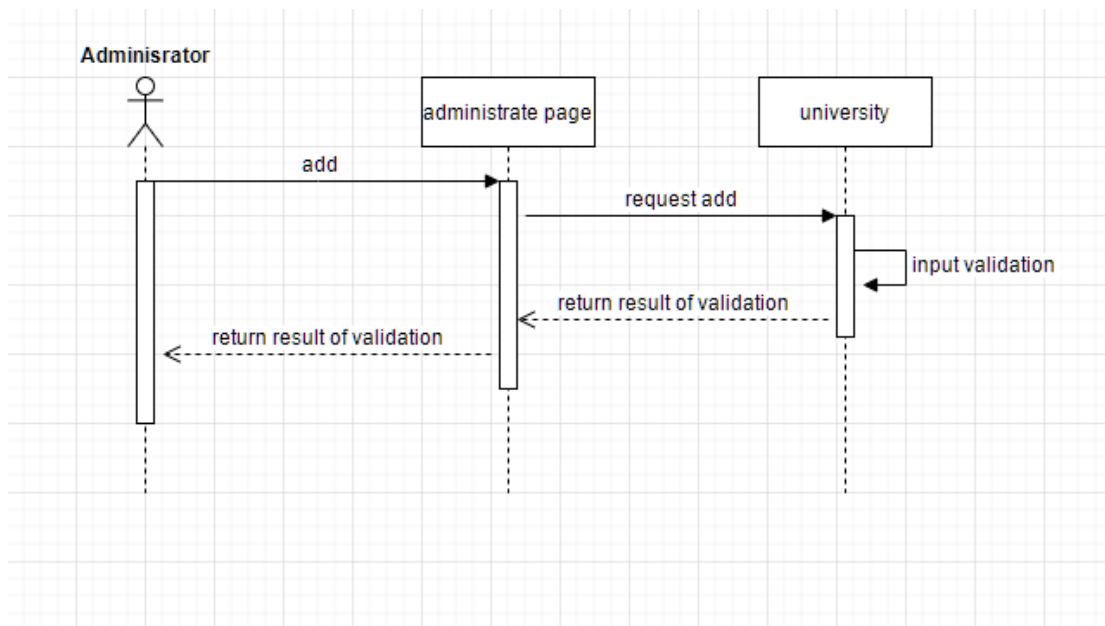 Adminisrator
administrate page
university
add
request add
input validation
return result of validation
return result of validation